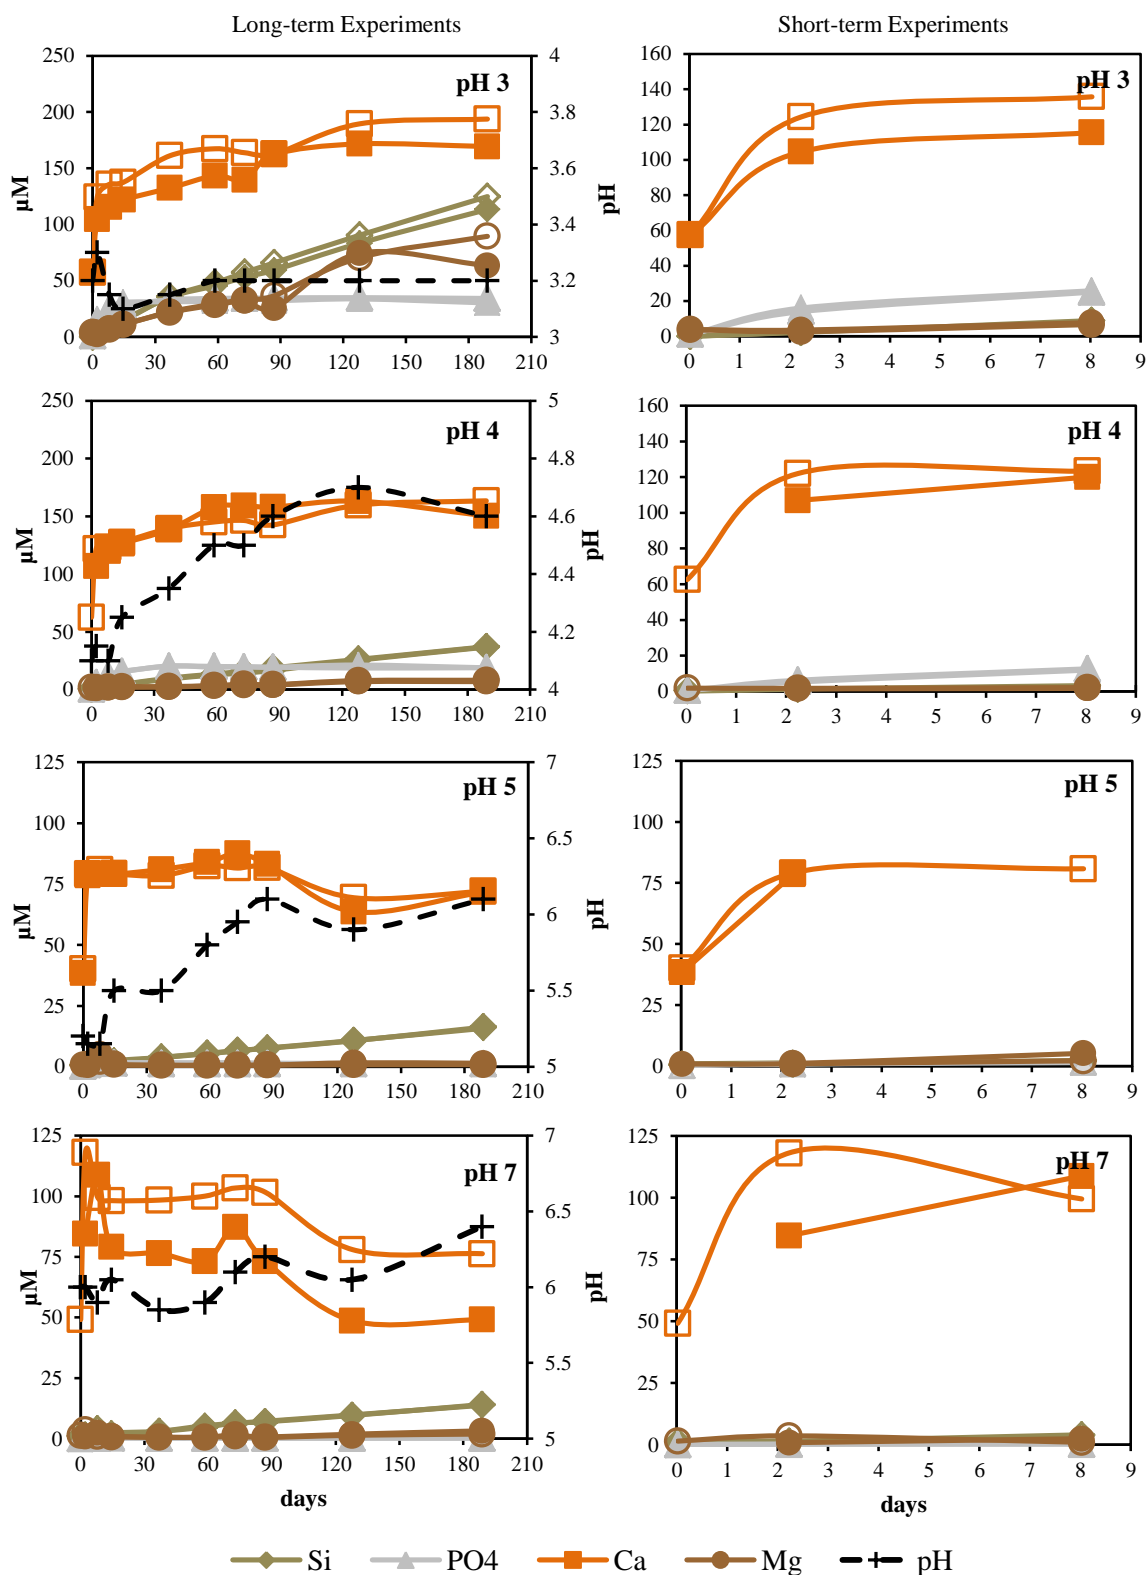 Long-term Experiments
Short-term Experiments
250
200
150
100
50
0
µM
4
3.8
3.6
3.4
3.2
3
pH
pH 3
0 30 60 90 120 150 180 210
160
140
120
100
80
60
40
20
0
pH 3
0 1 2 3 4 5 6 7 8 9
250
200
150
100
50
0
µM
5
4.8
4.6
4.4
4.2
4
pH
pH 4
0 30 60 90 120 150 180 210
160
140
120
100
80
60
40
20
0
pH 4
0 1 2 3 4 5 6 7 8 9
125
100
75
50
25
0
µM
7
6.5
6
5.5
5
pH
pH 5
0 30 60 90 120 150 180 210
125
100
75
50
25
0
pH 5
0 1 2 3 4 5 6 7 8 9
125
100
75
50
25
0
µM
7
6.5
6
5.5
5
pH
pH 7
0 30 60 90 120 150 180 210
days
125
100
75
50
25
0
pH 7
0 1 2 3 4 5 6 7 8 9
days
Si PO4 Ca Mg pH